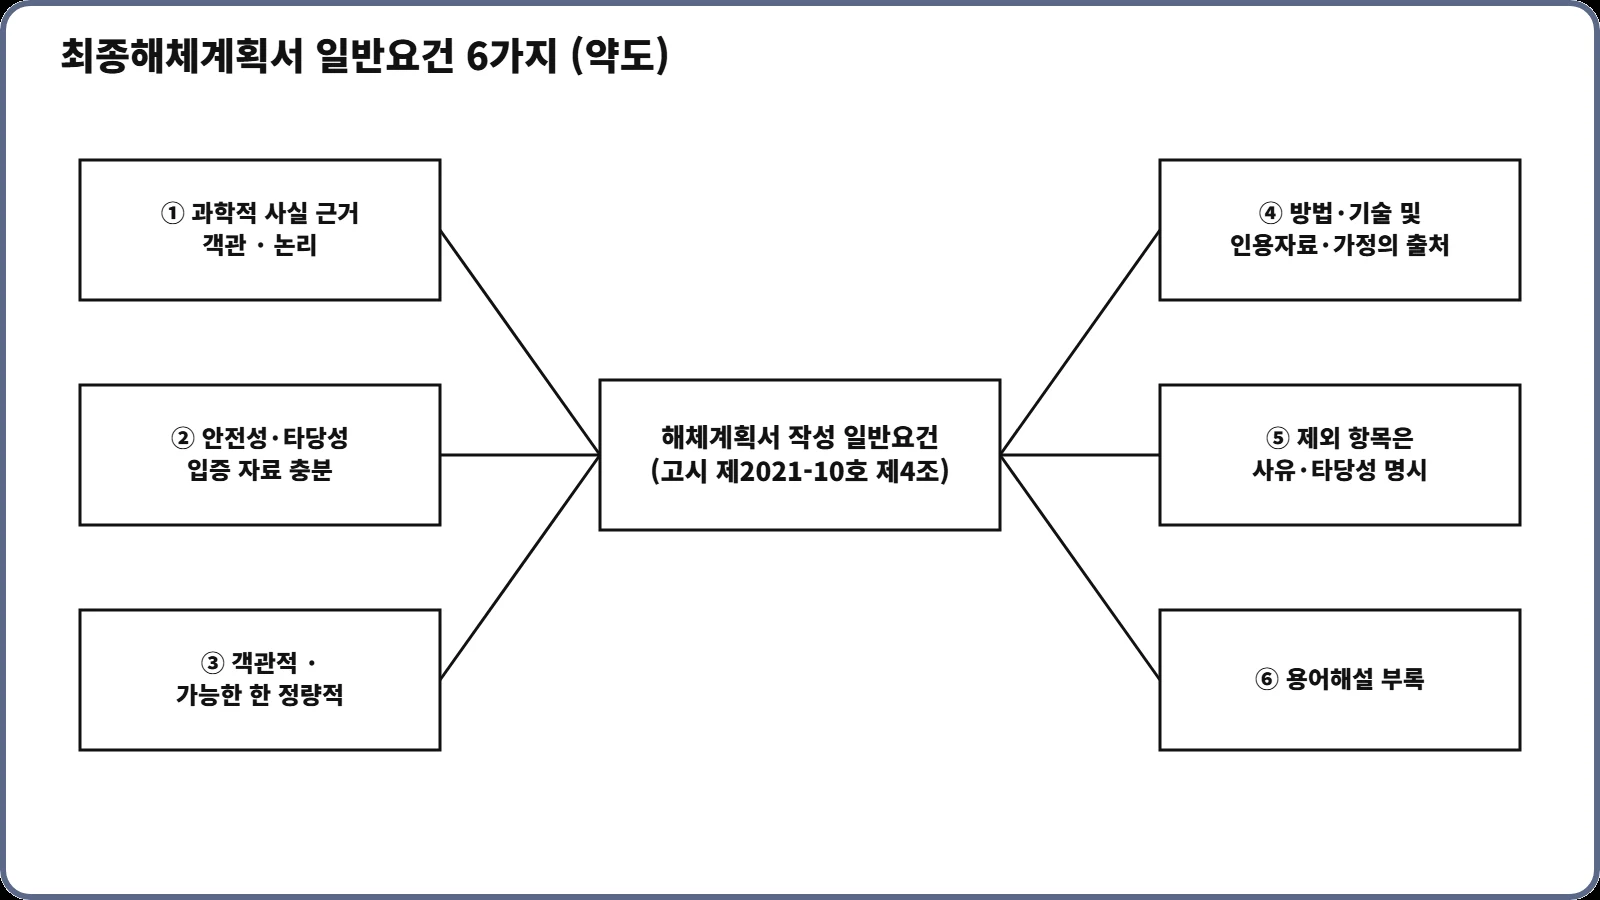 최종해체계획서 일반요건 6가지 (약도)
① 과학적 사실 근거
객관 · 논리
② 안전성·타당성
입증 자료 충분
③ 객관적 ·
가능한 한 정량적
해체계획서 작성 일반요건
(고시 제2021-10호 제4조)
④ 방법·기술 및
인용자료·가정의 출처
⑤ 제외 항목은
사유·타당성 명시
⑥ 용어해설 부록